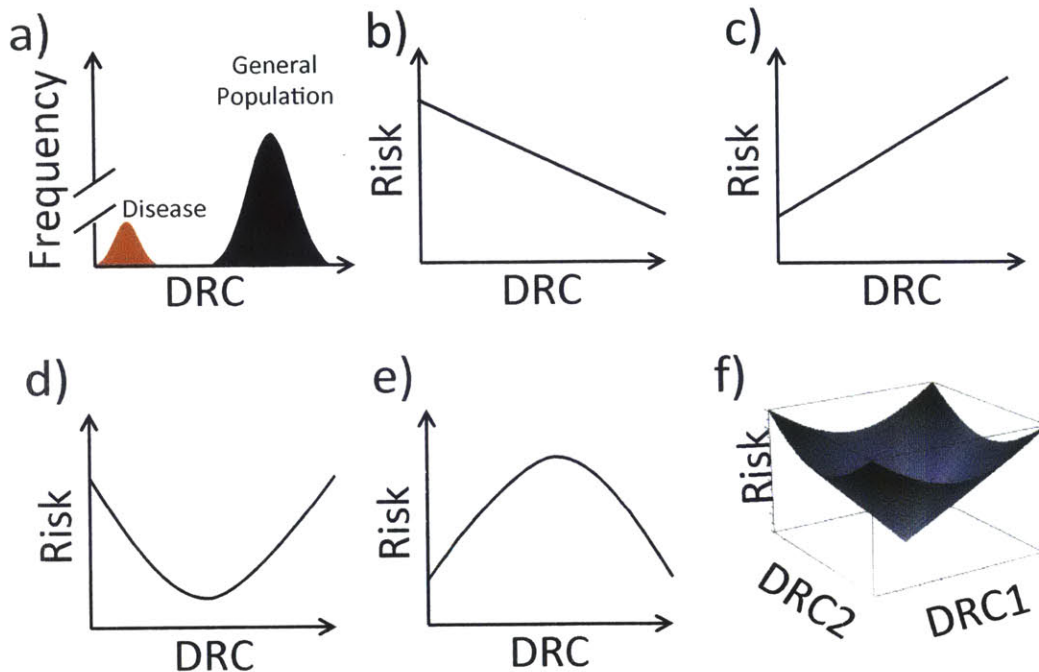 a)
Frequency
General
Population
Disease
DRC
b)
Risk
DRC
c)
Risk
DRC
d)
Risk
DRC
e)
Risk
DRC
f)
Risk
DRC2
DRC1